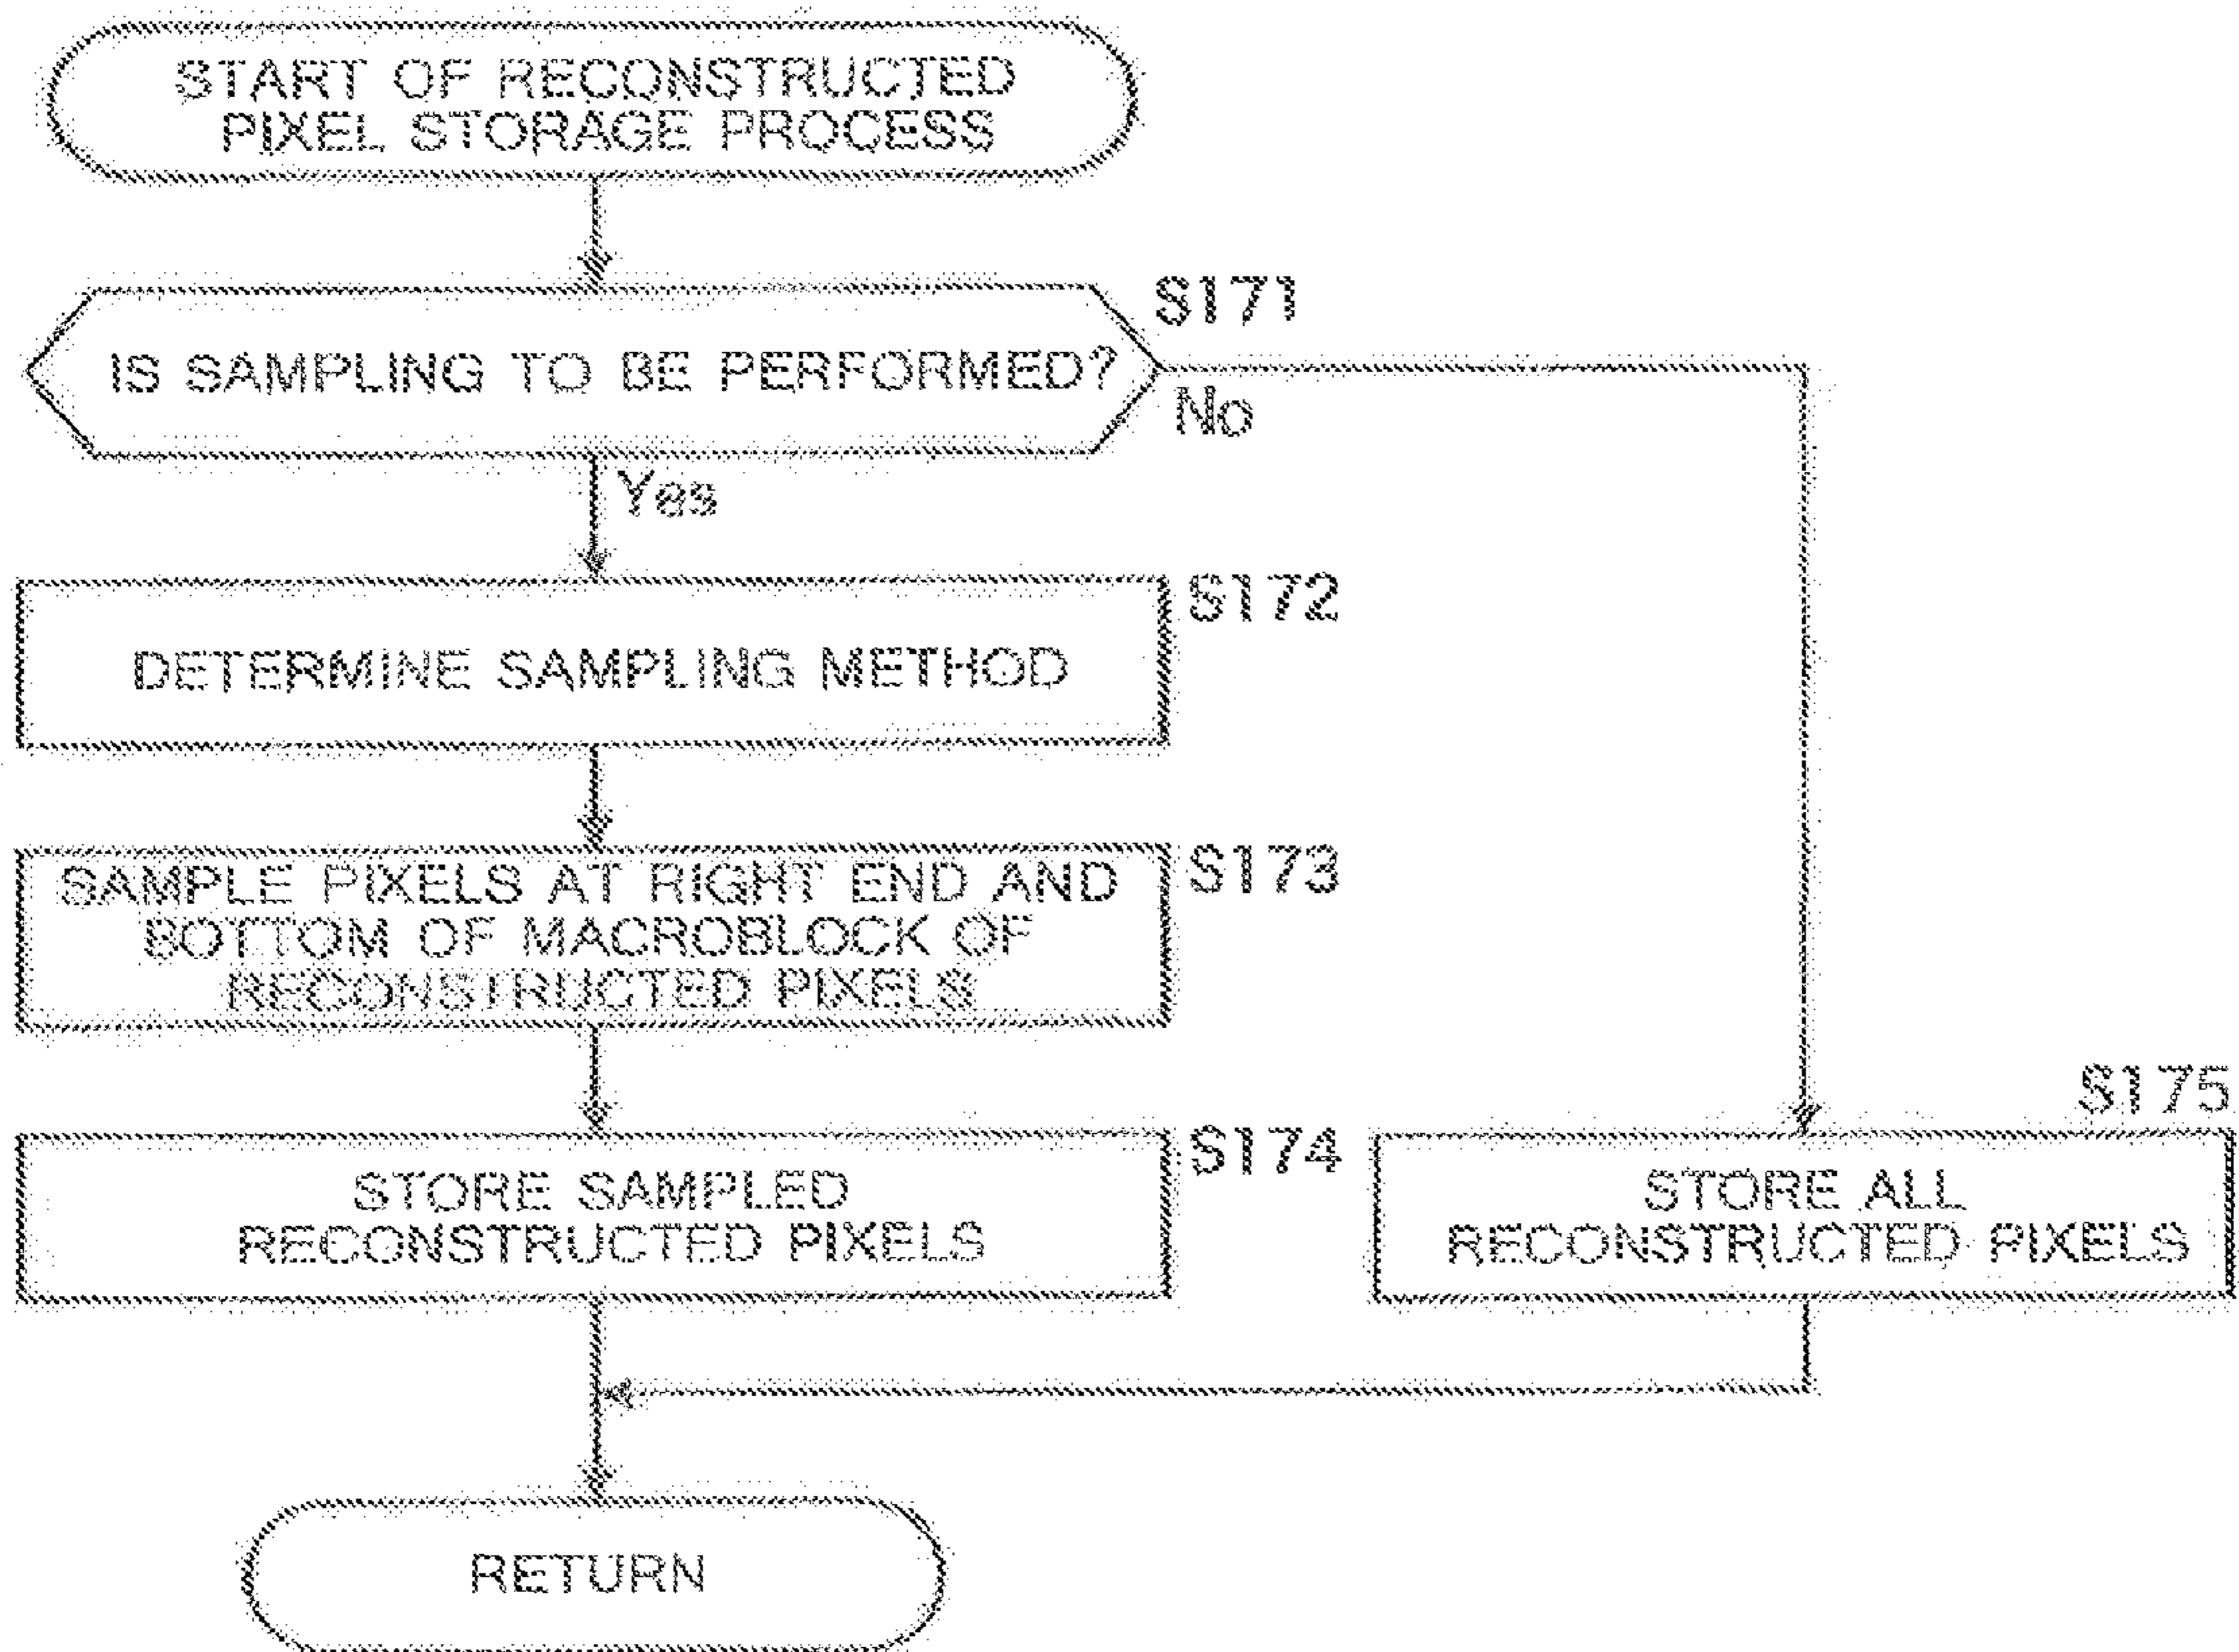 START OF RECONSTRUCTED
PIXEL STORAGE PROCESS
S171
IS SAMPLING TO BE PERFORMED?
No
Yes
S172
DETERMINE SAMPLING METHOD
S173
SAMPLE PIXELS AT RIGHT END AND
BOTTOM OF MACROBLOCK OF
RECONSTRUCTED PIXELS
S174
STORE SAMPLED
RECONSTRUCTED PIXELS
S175
STORE ALL
RECONSTRUCTED PIXELS
RETURN